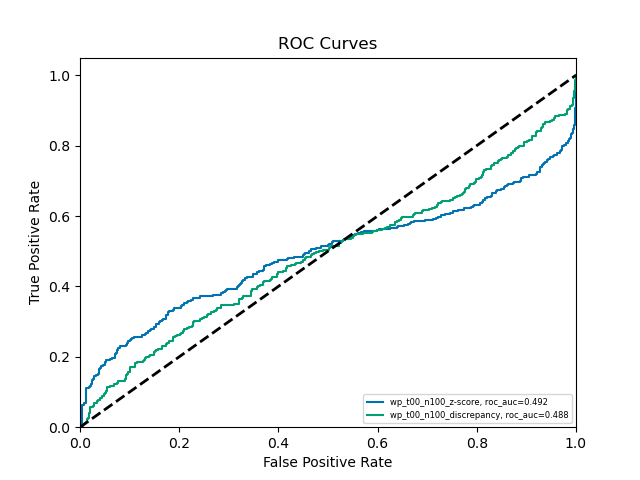 ROC Curves
True Positive Rate
1.0
0.8
0.6
0.4
0.2
0.0
0.0 0.2 0.4 0.6 0.8 1.0
False Positive Rate
wp_t00_n100_z-score, roc_auc=0.492
wp_t00_n100_discrepancy, roc_auc=0.488